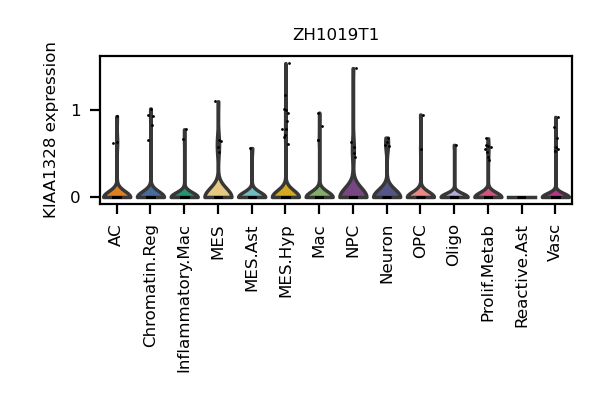 ZH1019T1
KIAA1328 expression
1
0
AC
Chromatin.Reg
Inflammatory.Mac
MES
MES.Ast
MES.Hyp
Mac
NPC
Neuron
OPC
Oligo
Prolif.Metab
Reactive.Ast
Vasc